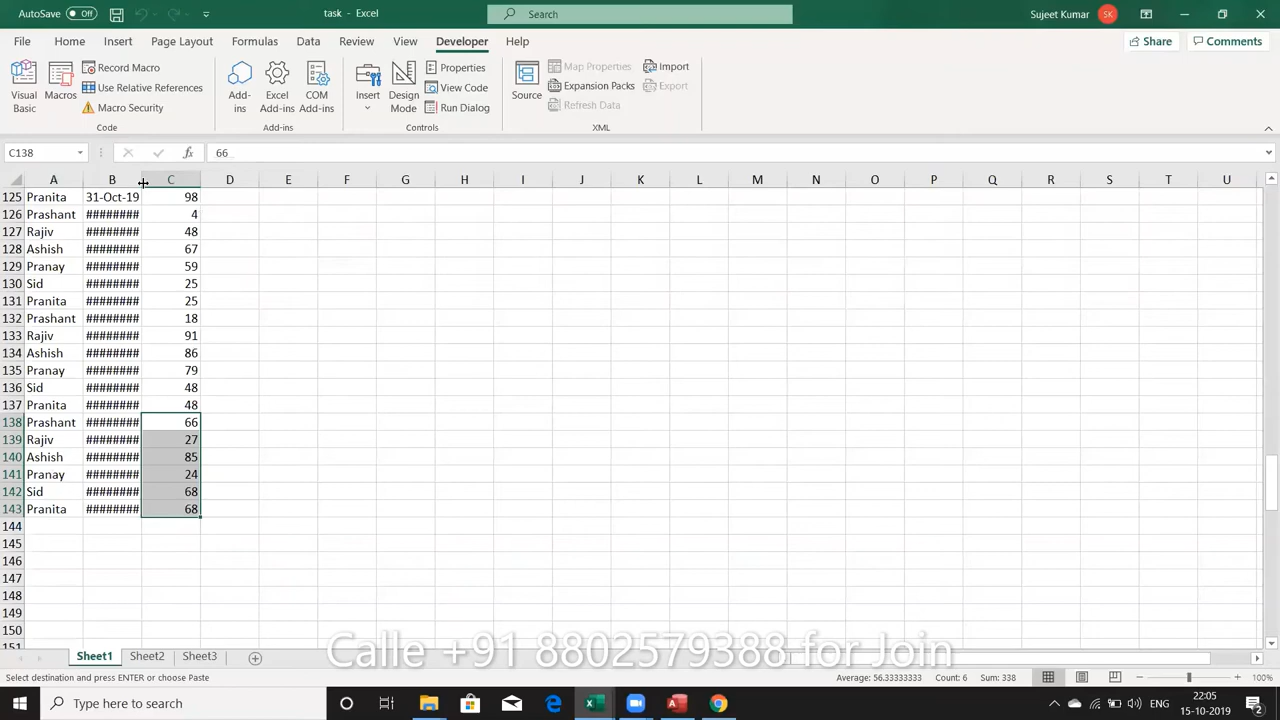 AutoSave Off task - Excel Search Sujeet Kumar SK
File Home Insert Page Layout Formulas Data Review View Developer Help Share Comments
Visual Basic
Macros
Record Macro
Use Relative References
Macro Security
Code
Add-ins
Excel Add-ins
COM Add-ins
Add-ins
Insert
Design Mode
Properties
View Code
Run Dialog
Controls
Source
Map Properties
Expansion Packs
Refresh Data
Import
Export
XML
C138 fx 66
A B C D E F G H I J K L M N O P Q R S T U
125 Pranita 31-Oct-19 98
126 Prashant ######## 4
127 Rajiv ######## 48
128 Ashish ######## 67
129 Pranay ######## 59
130 Sid ######## 25
131 Pranita ######## 25
132 Prashant ######## 18
133 Rajiv ######## 91
134 Ashish ######## 86
135 Pranay ######## 79
136 Sid ######## 48
137 Pranita ######## 48
138 Prashant ######## 66
139 Rajiv ######## 27
140 Ashish ######## 85
141 Pranay ######## 24
142 Sid ######## 68
143 Pranita ######## 68
144
145
146
147
148
149
150
151
Calle +91 8802579388 for Join
Sheet1 Sheet2 Sheet3
Select destination and press ENTER or choose Paste Average: 56.33333333 Count: 6 Sum: 338 100%
Type here to search 22:05
15-10-2019 2